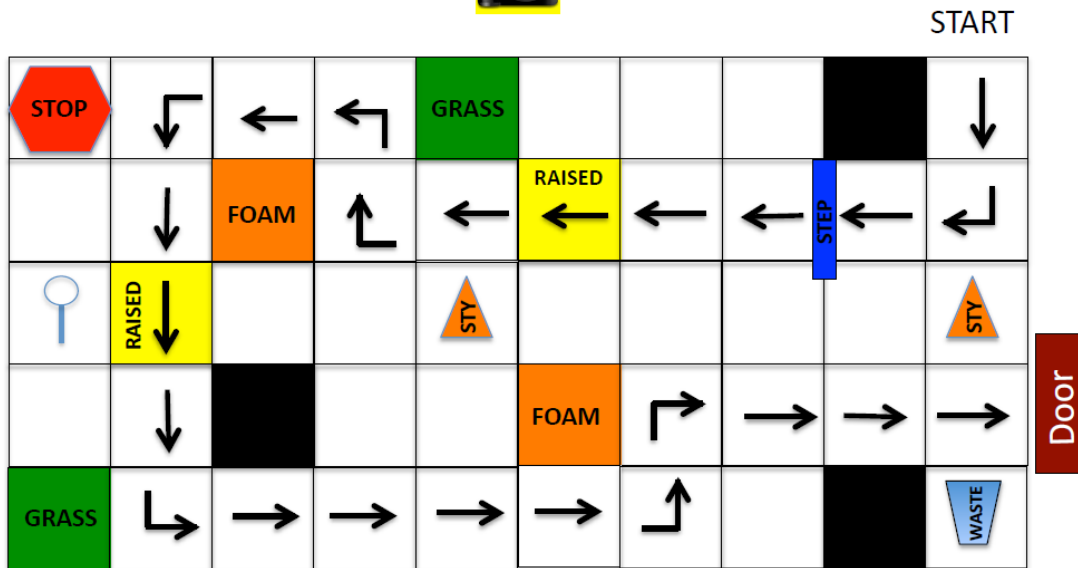 START
STOP
GRASS
FOAM
RAISED
STEP
RAISED
STY
STY
FOAM
Door
GRASS
WASTE